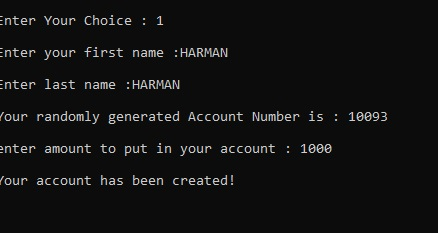 Enter Your Choice : 1
Enter your first name :HARMAN
Enter last name :HARMAN
Your randomly generated Account Number is : 10093
enter amount to put in your account : 1000
Your account has been created!